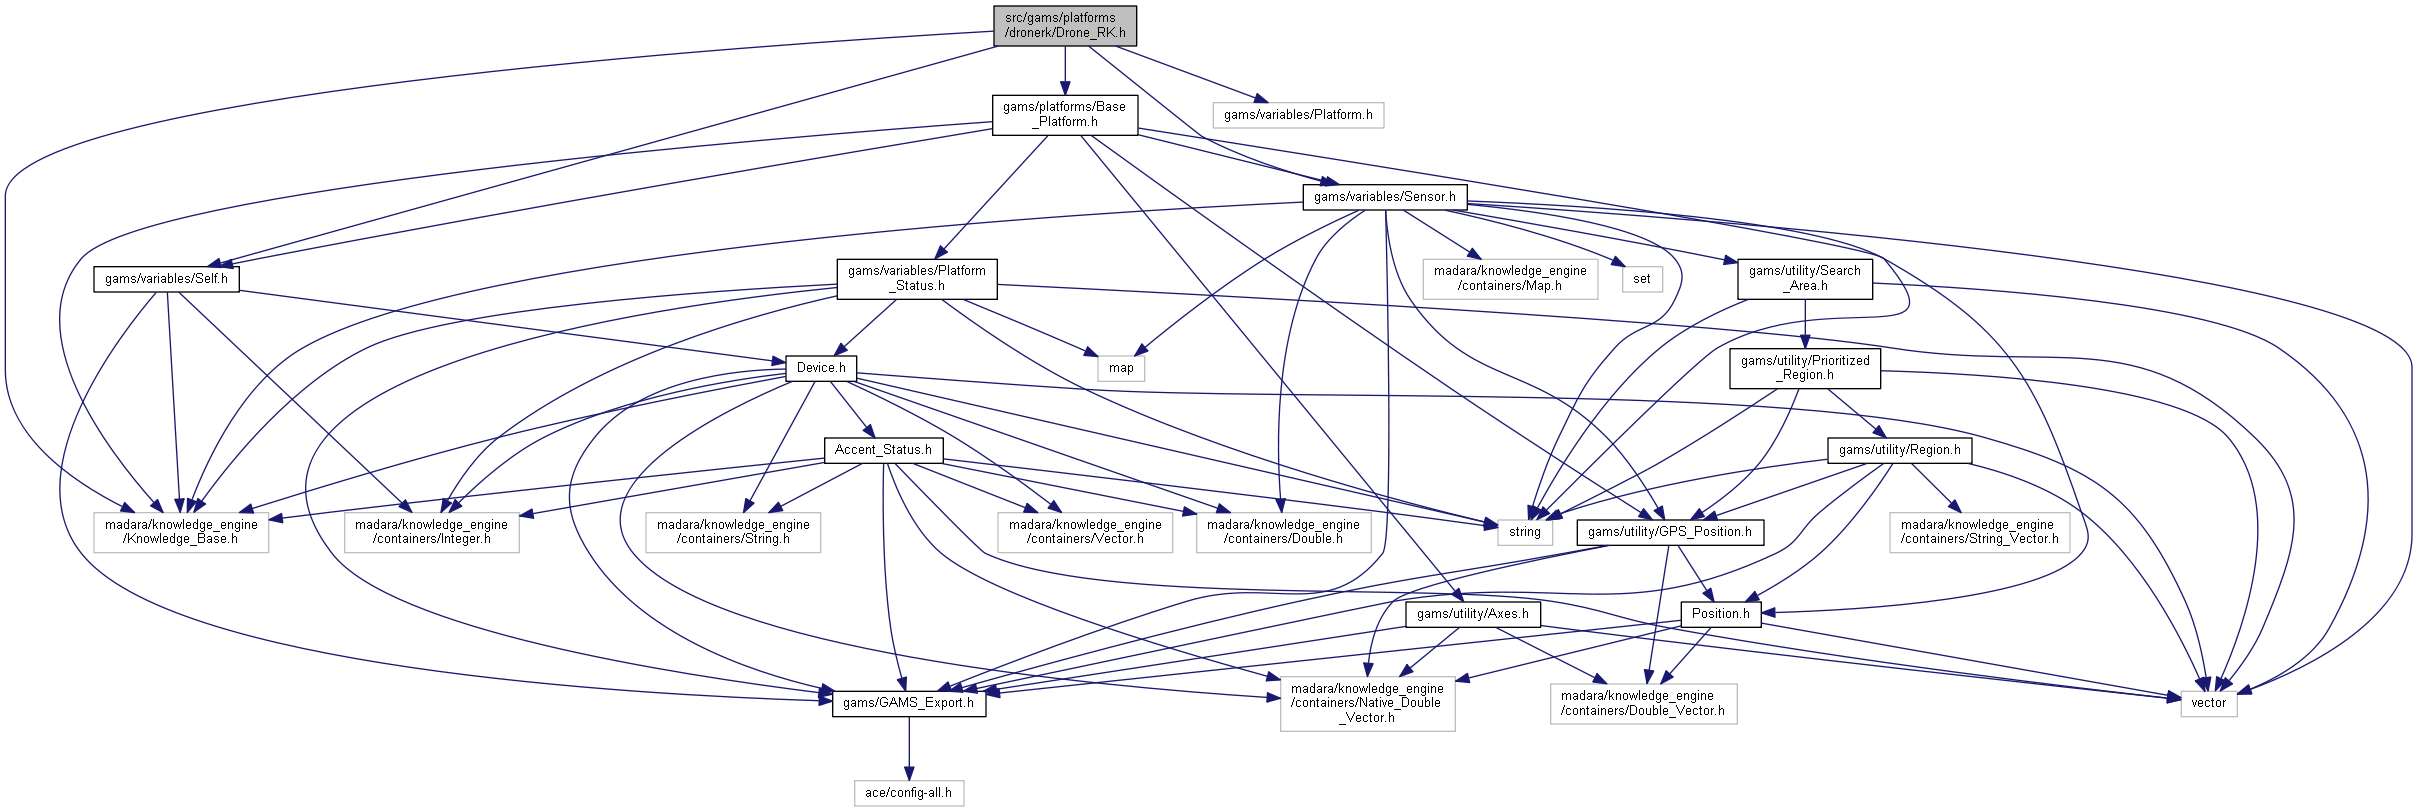 src/gams/platforms
/dronerk/Drone_RK.h
gams/platforms/Base
_Platform.h
gams/variables/Platform.h
gams/variables/Sensor.h
gams/variables/Self.h
gams/variables/Platform
_Status.h
madara/knowledge_engine
/containers/Map.h
set
gams/utility/Search
_Area.h
Device.h
map
gams/utility/Prioritized
_Region.h
Accent_Status.h
gams/utility/Region.h
madara/knowledge_engine
/Knowledge_Base.h
madara/knowledge_engine
/containers/Integer.h
madara/knowledge_engine
/containers/String.h
madara/knowledge_engine
/containers/Vector.h
madara/knowledge_engine
/containers/Double.h
string
gams/utility/GPS_Position.h
madara/knowledge_engine
/containers/String_Vector.h
gams/utility/Axes.h
Position.h
gams/GAMS_Export.h
madara/knowledge_engine
/containers/Native_Double
_Vector.h
madara/knowledge_engine
/containers/Double_Vector.h
vector
ace/config-all.h